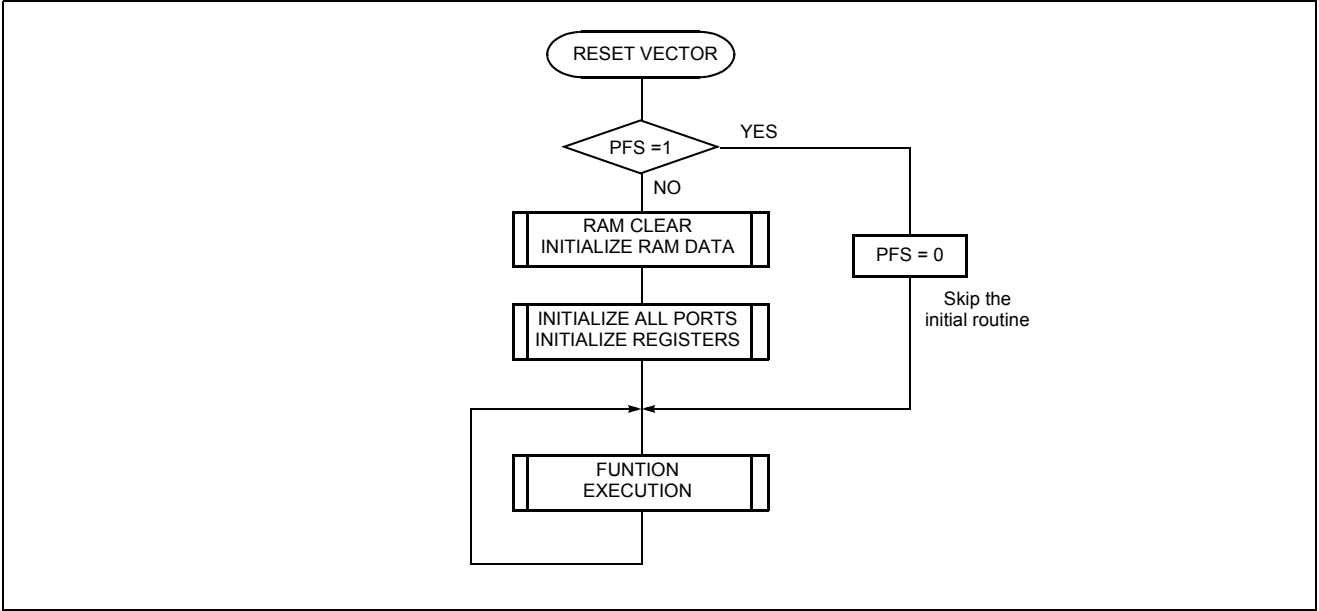 RESET VECTOR
PFS =1
YES
NO
RAM CLEAR
INITIALIZE RAM DATA
PFS = 0
Skip the
initial routine
INITIALIZE ALL PORTS
INITIALIZE REGISTERS
FUNTION
EXECUTION